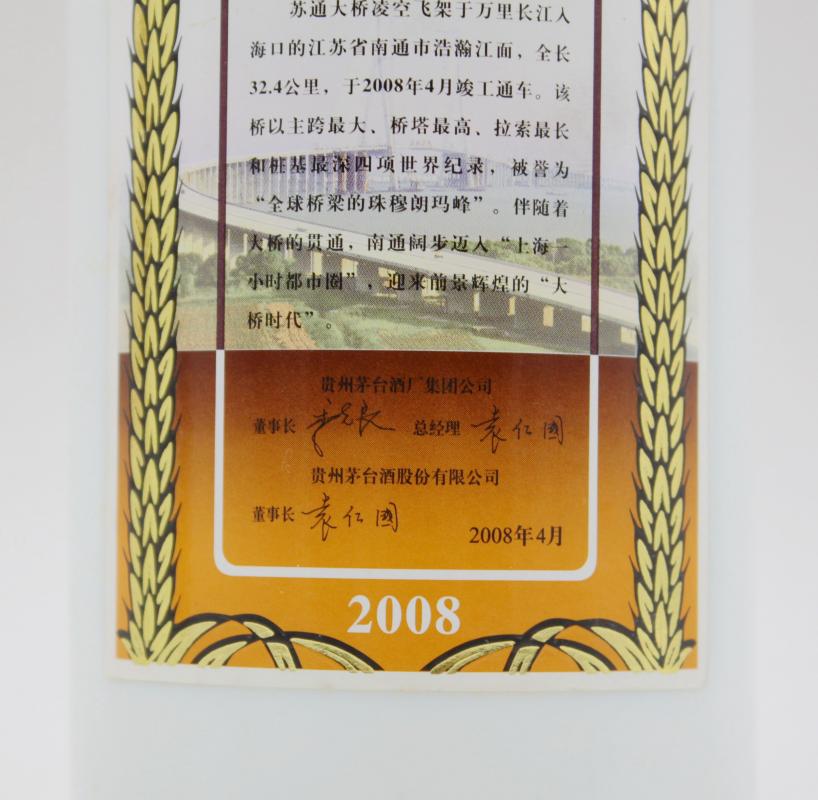 苏通大桥凌空飞架于万里长江入
海口的江苏省南通市浩瀚江面，全长
32.4公里，于2008年4月竣工通车。该
桥以主跨最大、桥塔最高、拉索最长
和桩基最深四项世界纪录，被誉为
“全球桥梁的珠穆朗玛峰”。伴随着
大桥的贯通，南通阔步迈入“上海一
小时都市圈”，迎来前景辉煌的“大
桥时代”。
贵州茅台酒厂集团公司
董事长 季克良 总经理 袁仁国
贵州茅台酒股份有限公司
董事长 袁仁国
2008年4月
2008